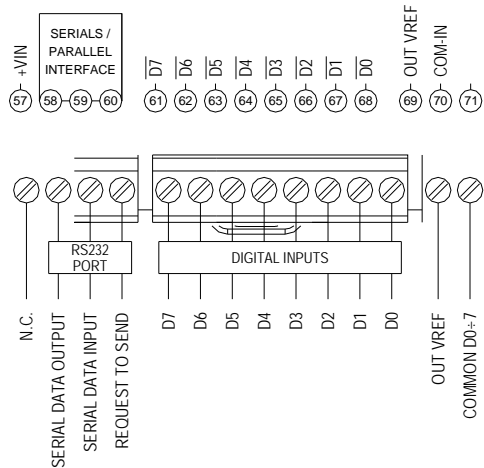 +VIN
SERIALS /
PARALLEL
INTERFACE
D7
D6
D5
D4
D3
D2
D1
D0
OUT VREF
COM-IN
57
58
59
60
61
62
63
64
65
66
67
68
69
70
71
RS232
PORT
DIGITAL INPUTS
N.C.
SERIAL DATA OUTPUT
SERIAL DATA INPUT
REQUEST TO SEND
D7
D6
D5
D4
D3
D2
D1
D0
OUT VREF
COMMON D0÷7